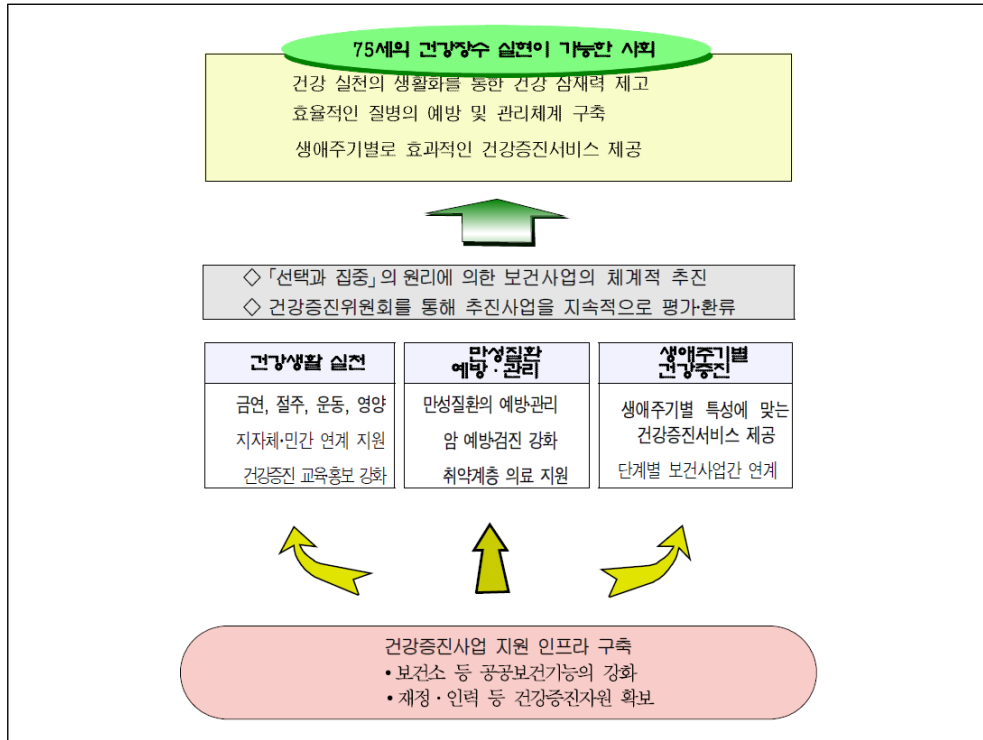 75세의 건강장수 실현이 가능한 사회
건강 실천의 생활화를 통한 건강 잠재력 제고
효율적인 질병의 예방 및 관리체계 구축
생애주기별로 효과적인 건강증진서비스 제공
◇ 「선택과 집중」의 원리에 의한 보건사업의 체계적 추진
◇ 건강증진위원회를 통해 추진사업을 지속적으로 평가·환류
건강생활 실천
금연, 절주, 운동, 영양
지자체·민간 연계 지원
건강증진 교육홍보 강화
만성질환
예방·관리
만성질환의 예방·관리
암 예방·검진 강화
취약계층 의료 지원
생애주기별
건강증진
생애주기별 특성에 맞는
건강증진서비스 제공
단계별 보건사업간 연계
건강증진사업 지원 인프라 구축
• 보건소 등 공공보건기능의 강화
• 재정·인력 등 건강증진자원 확보